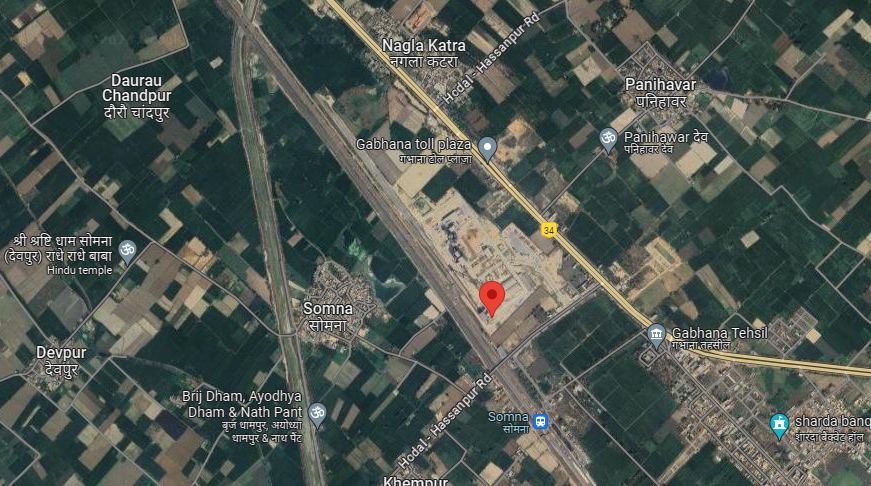 Nagla Katra
नगला कटरा
Hodal - Hassanpur Rd
Daurau
Chandpur
दौरौ चांदपुर
Panihavar
पनिहावर
Gabhana toll plaza
गभाना टोल प्लाज़ा
Panihawar देव
पनिहावर देव
34
श्री श्रष्टि धाम सोमना
(देवपुर) राधे राधे बाबा
Hindu temple
Somna
सोमना
Gabhana Tehsil
गभाना तहसील
Devpur
देवपुर
Brij Dham, Ayodhya
Dham & Nath Pant
बृज धामपुर, अयोध्या
धामपुर & नाथ पैंट
Hodal - Hassanpur Rd
Somna
सोमना
sharda banq
शारदा बैंक्वेट हॉल
Khempur